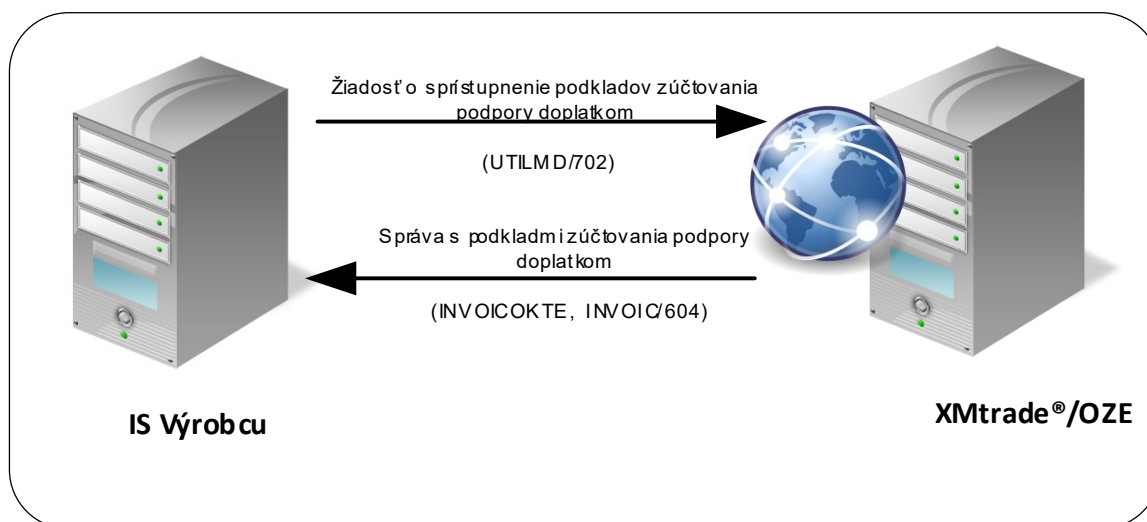 Žiadosť o sprístupnenie podkladov zúčtovania
podpory doplatkom
(UTILMD/702)
Správa s podkladmi zúčtovania podpory
doplatkom
(INVOICOKTE, INVOIC/604)
IS Výrobcu
XMtrade®/OZE